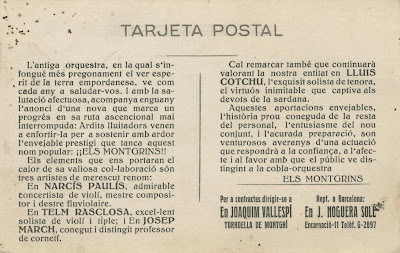 TARJETA POSTAL
L'antiga orquestra, en la qual s'in-
fongué més pregonament el ver espe-
rit de la terra empordanesa, ve com
cada any a saludar-vos. I amb la sa-
lutació afectuosa, acompanya enguany
l'anonci d'una nova que marca un
progrés en sa ruta ascencional mai
interrompuda: Ardits lluitadors venen
a enfortir-la per a sostenir amb ardor
l'envejable prestigi que tanca aquest
nom popular: ¡¡ELS MONTGRINS!!
Els elements que ens portaran el
calor de sa valiosa col·laboració són
tres artistes de merescut renom:
En NARCÍS PAULÍS, admirable
concertista de violí, mestre compositor
i destre fluviolaire.
En TELM RASCLOSA, excel·lent
solista de violí i tiple; i En JOSEP
MARCH, conegut i distingit professor
de cornetí.
Cal remarcar també que continuarà
valorant la nostra entitat en LLUIS
COTCHU, l'exquisit solista de tenora,
el virtuós inimitable que captiva als
devots de la sardana.
Aquestes aportacions envejables,
l'història prou coneguda de la resta
del personal, l'entusiasme del nou
conjunt, i l'acurada preparació, son
venturosos averanys d'una actuació
que respondrà a la confiança, a l'afec-
te i al favor amb què el públic ve dis-
tingint a la cobla-orquestra
ELS MONTGRINS
Per a contractes dirigir-se a
En JOAQUIM VALLESPÍ
TORROELLA DE MONTGRÍ
Rept. a Barcelona:
En J. NOGUERA SOLÉ
Encarnació-11 Telèf. G-2897